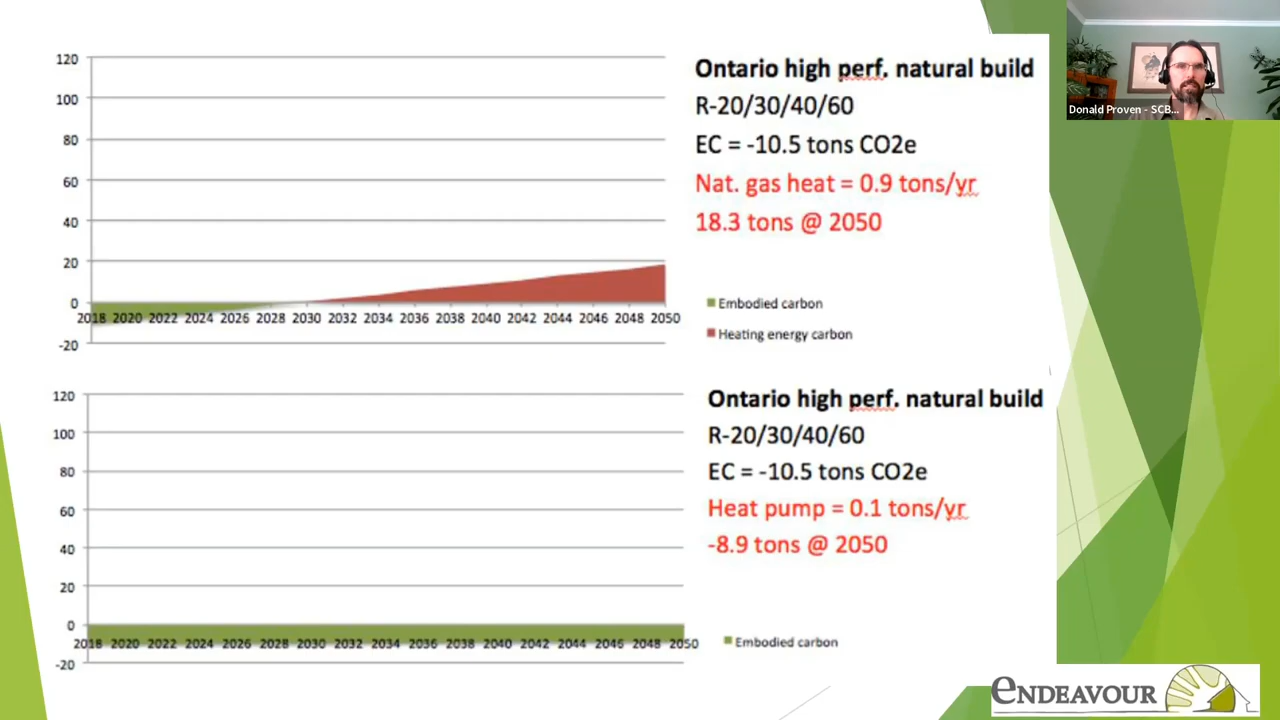 120
100
80
60
40
20
0
2018 2020 2022 2024 2026 2028 2030 2032 2034 2036 2038 2040 2042 2044 2046 2048 2050
-20
Ontario high perf. natural build
R-20/30/40/60
EC = -10.5 tons CO2e
Nat. gas heat = 0.9 tons/yr
18.3 tons @ 2050
Embodied carbon
Heating energy carbon
Donald Proven - SCB...
120
100
80
60
40
20
0
2018 2020 2022 2024 2026 2028 2030 2032 2034 2036 2038 2040 2042 2044 2046 2048 2050
-20
Ontario high perf. natural build
R-20/30/40/60
EC = -10.5 tons CO2e
Heat pump = 0.1 tons/yr
-8.9 tons @ 2050
Embodied carbon
eNDEAVOUR